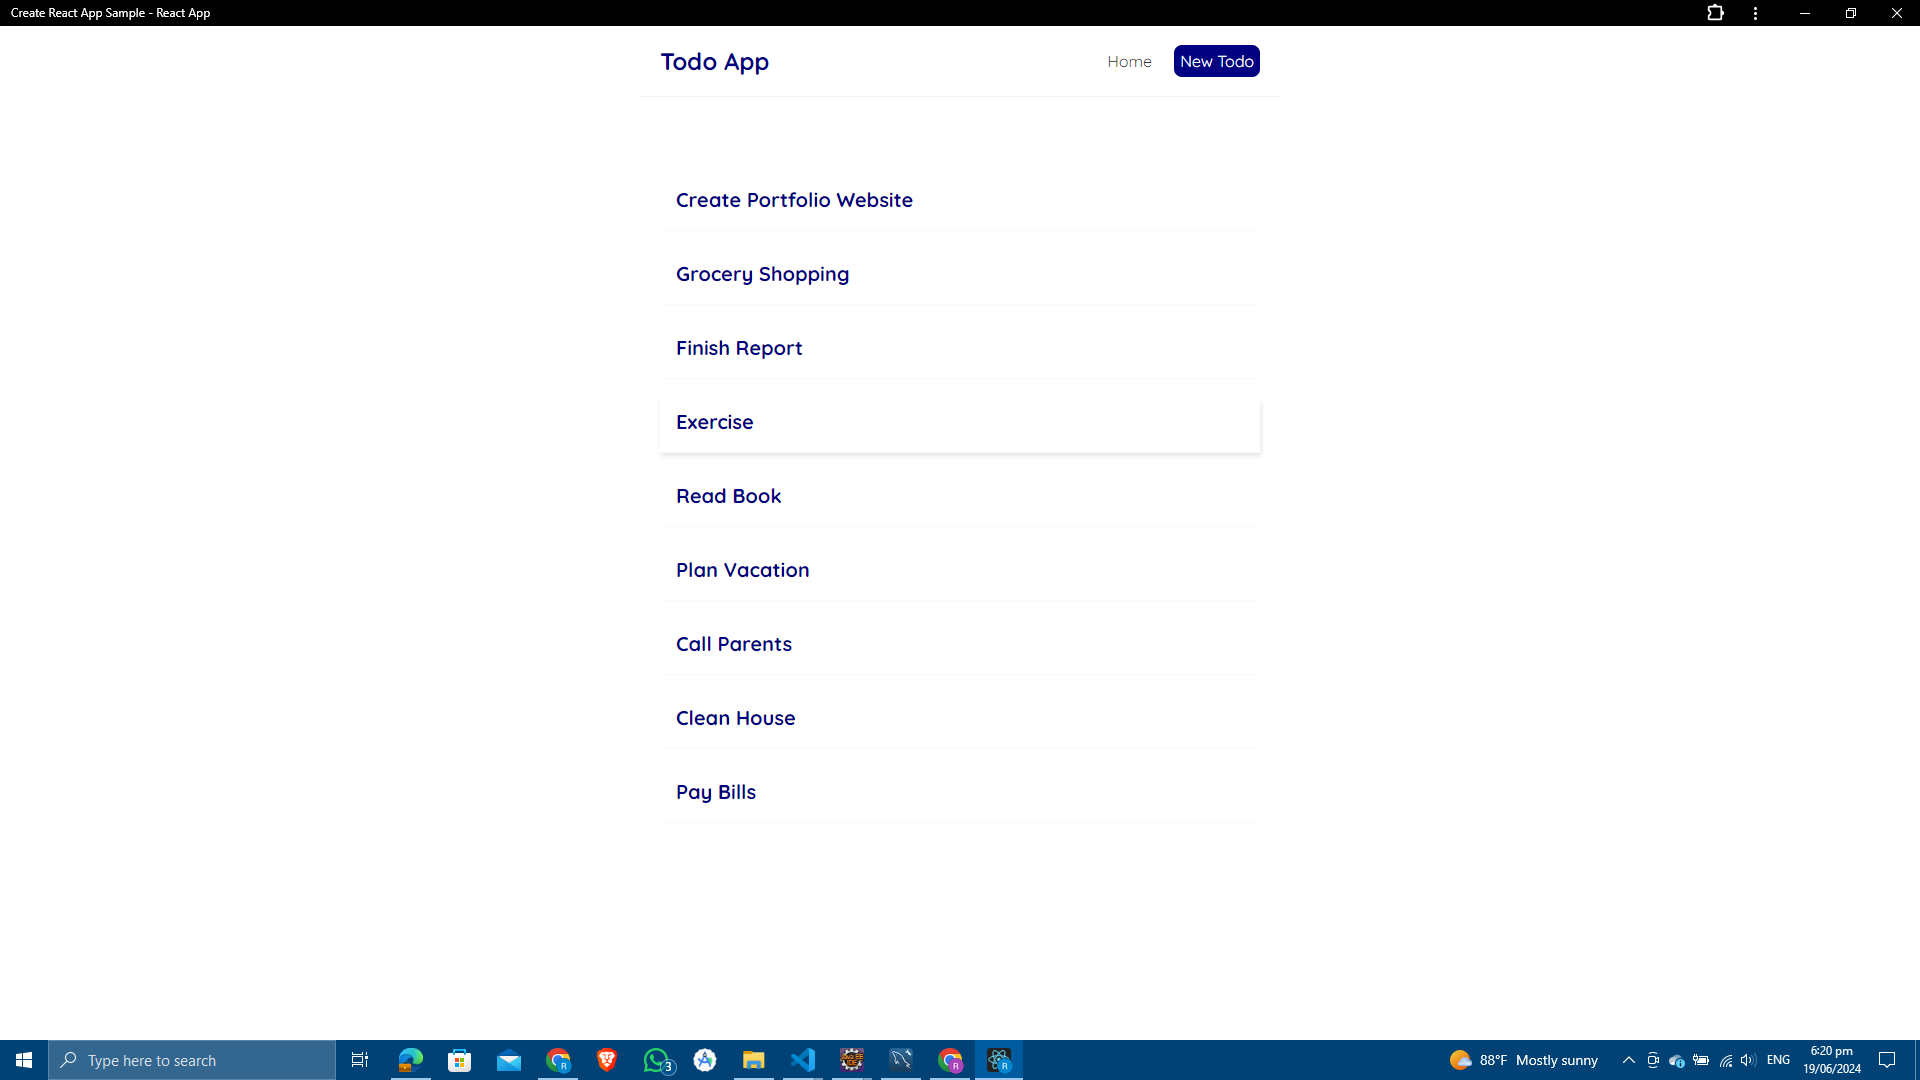 Create React App Sample - React App
Todo App
Home
New Todo
Create Portfolio Website
Grocery Shopping
Finish Report
Exercise
Read Book
Plan Vacation
Call Parents
Clean House
Pay Bills
Type here to search
3
88°F Mostly sunny
ENG
6:20 pm
19/06/2024